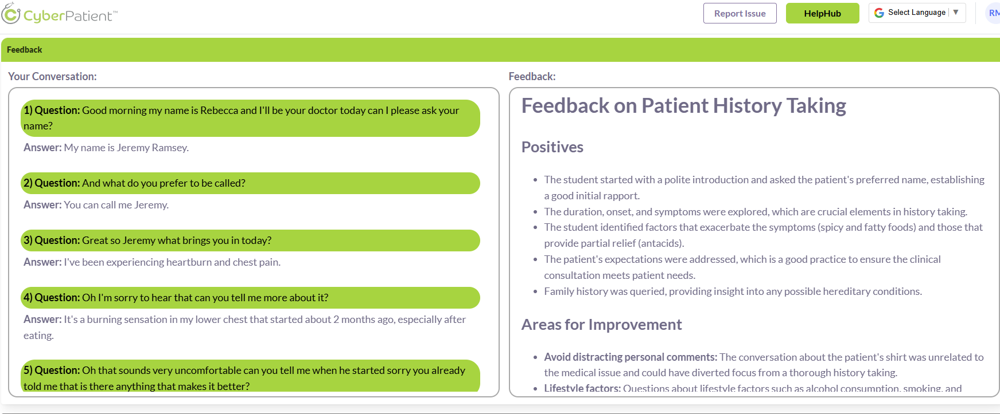 CyberPatient™
Report Issue
HelpHub
Select Language ▼
RM
Feedback
Your Conversation:
1) Question: Good morning my name is Rebecca and I'll be your doctor today can I please ask your
name?
Answer: My name is Jeremy Ramsey.
2) Question: And what do you prefer to be called?
Answer: You can call me Jeremy.
3) Question: Great so Jeremy what brings you in today?
Answer: I've been experiencing heartburn and chest pain.
4) Question: Oh I'm sorry to hear that can you tell me more about it?
Answer: It's a burning sensation in my lower chest that started about 2 months ago, especially after
eating.
5) Question: Oh that sounds very uncomfortable can you tell me when he started sorry you already
told me that is there anything that makes it better?
Feedback:
Feedback on Patient History Taking
Positives
• The student started with a polite introduction and asked the patient's preferred name, establishing
a good initial rapport.
• The duration, onset, and symptoms were explored, which are crucial elements in history taking.
• The student identified factors that exacerbate the symptoms (spicy and fatty foods) and those that
provide partial relief (antacids).
• The patient's expectations were addressed, which is a good practice to ensure the clinical
consultation meets patient needs.
• Family history was queried, providing insight into any possible hereditary conditions.
Areas for Improvement
• Avoid distracting personal comments: The conversation about the patient's shirt was unrelated to
the medical issue and could have diverted focus from a thorough history taking.
• Lifestyle factors: Questions about lifestyle factors such as alcohol consumption, smoking, and